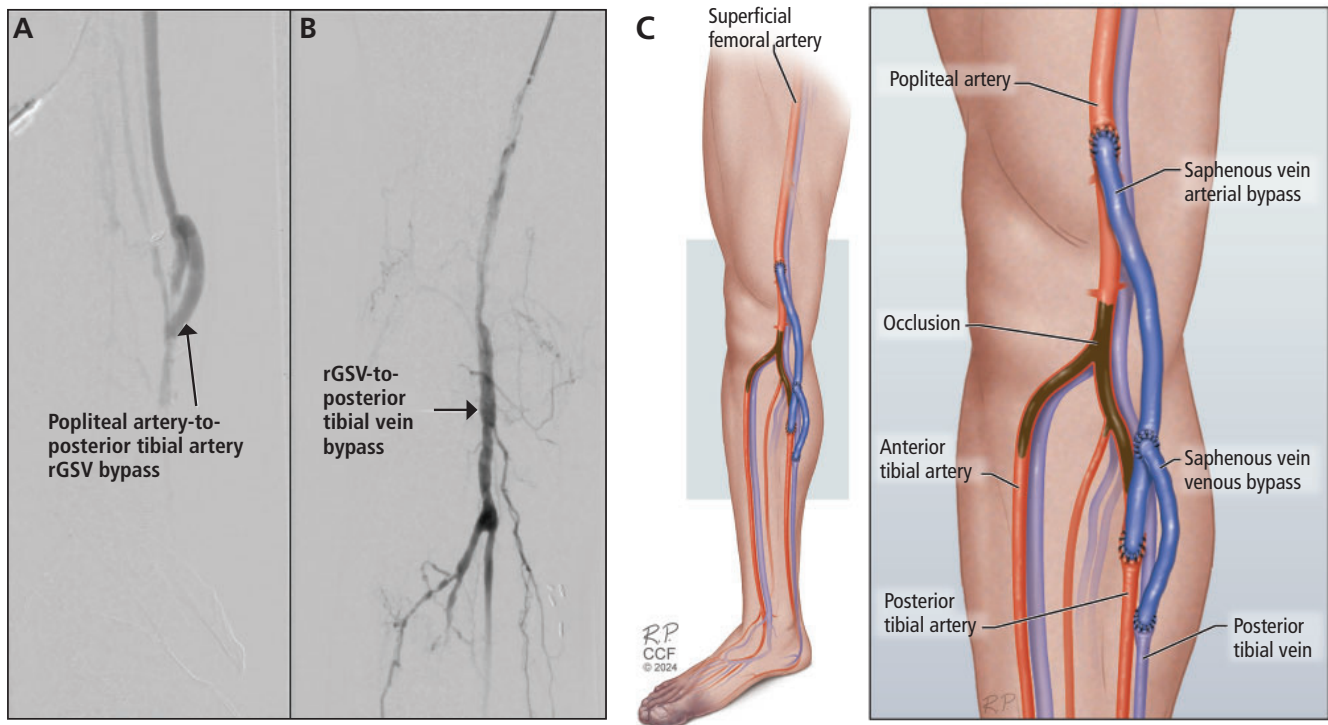 A
Popliteal artery-to-
posterior tibial artery
rGSV bypass
B
rGSV-to-
posterior
tibial vein
bypass
C
Superficial
femoral artery
R.P.
CCF
© 2024
Popliteal artery
Saphenous vein
arterial bypass
Occlusion
Anterior
tibial artery
Saphenous vein
venous bypass
Posterior
tibial artery
Posterior
tibial vein
R.P.